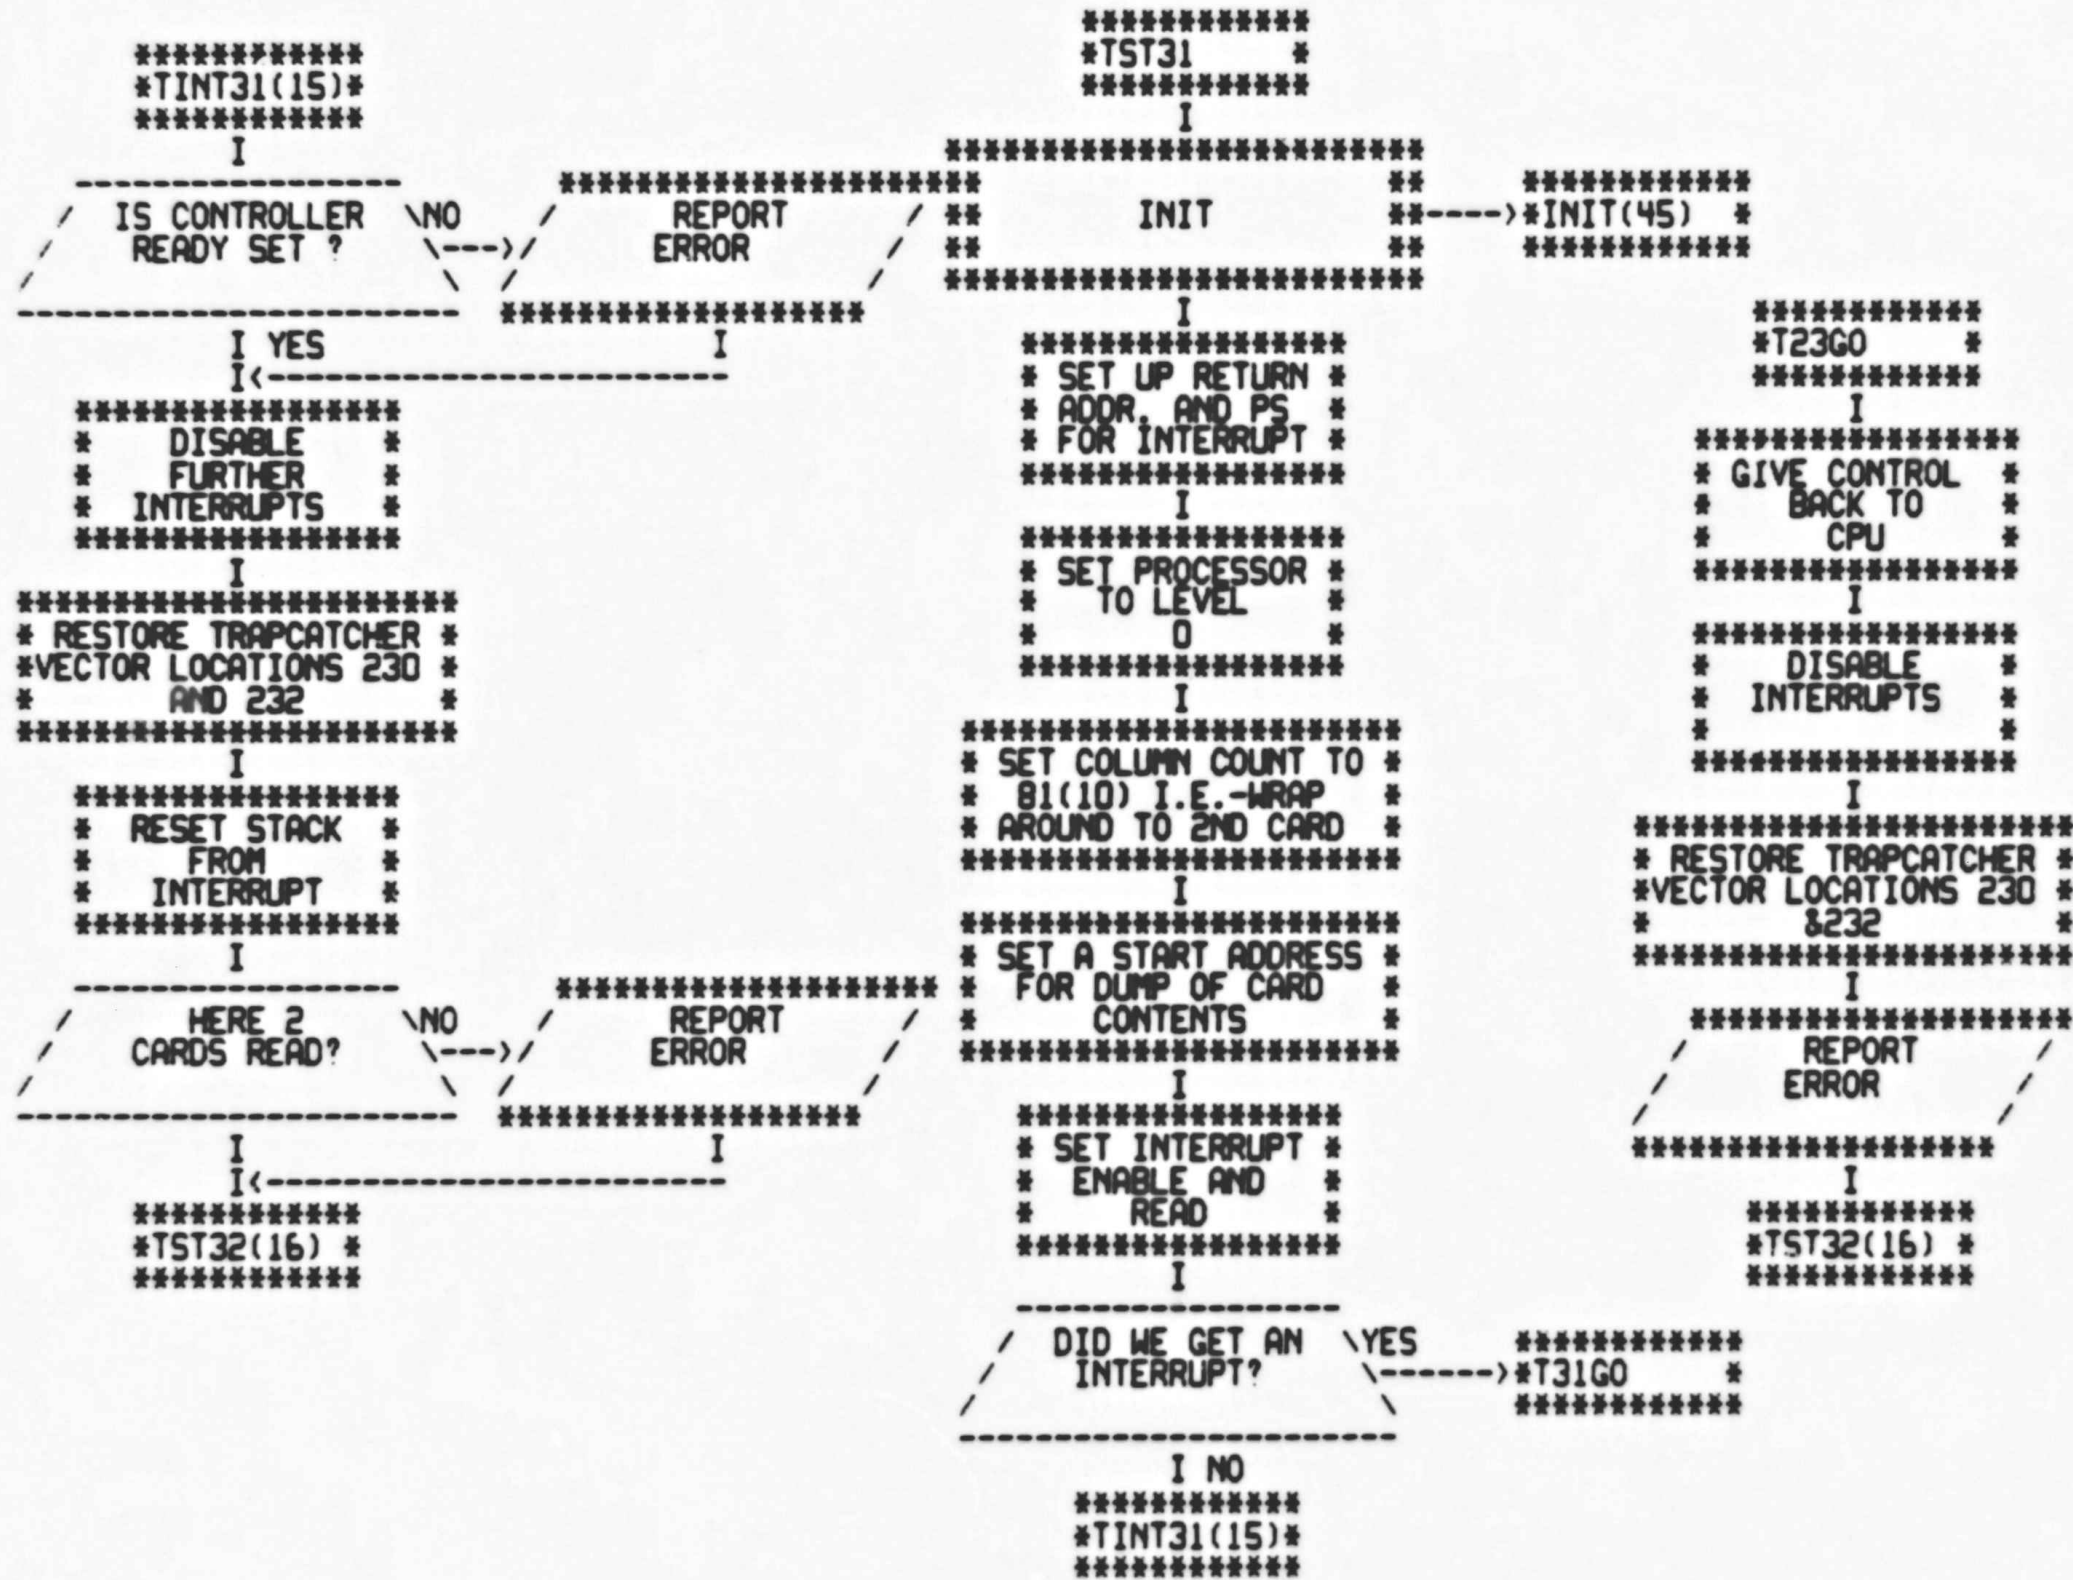 TINT31(15)
IS CONTROLLER
READY SET ?
NO
REPORT
ERROR
YES
DISABLE
FURTHER
INTERRUPTS
RESTORE TRAPCATCHER
VECTOR LOCATIONS 230
AND 232
RESET STACK
FROM
INTERRUPT
HERE 2
CARDS READ?
NO
REPORT
ERROR
TST32(16)
TST31
INIT
INIT(45)
SET UP RETURN
ADDR. AND PS
FOR INTERRUPT
SET PROCESSOR
TO LEVEL
0
SET COLUMN COUNT TO
81(10) I.E.-WRAP
AROUND TO 2ND CARD
SET A START ADDRESS
FOR DUMP OF CARD
CONTENTS
SET INTERRUPT
ENABLE AND
READ
DID WE GET AN
INTERRUPT?
YES
T31GO
NO
TINT31(15)
T23GO
GIVE CONTROL
BACK TO
CPU
DISABLE
INTERRUPTS
RESTORE TRAPCATCHER
VECTOR LOCATIONS 230
&232
REPORT
ERROR
TST32(16)